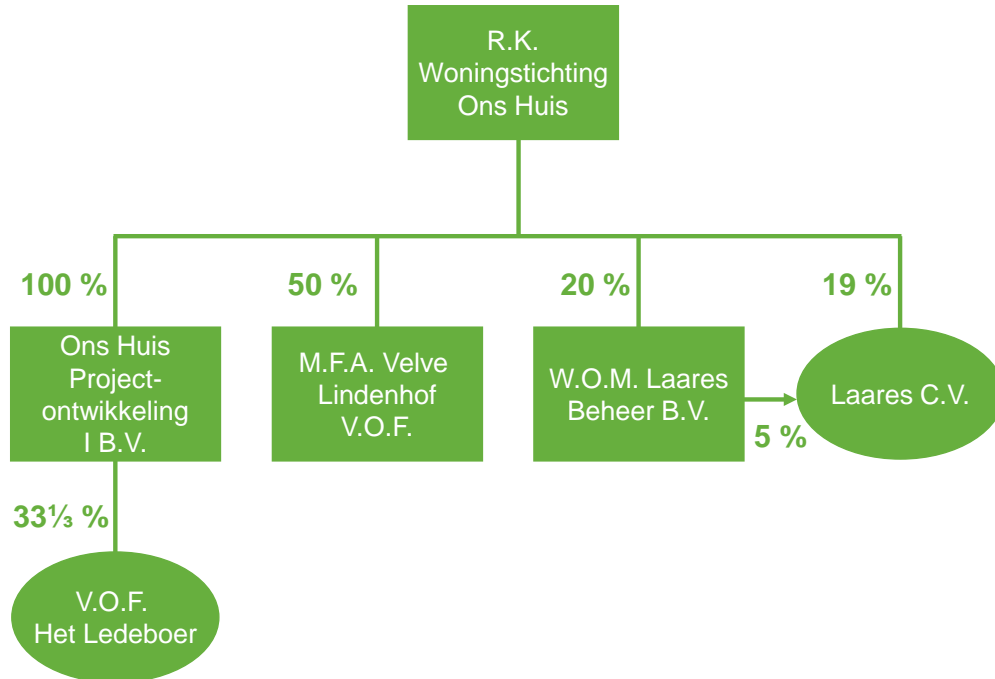 R.K.
Woningstichting
Ons Huis
100 %
50 %
20 %
19 %
Ons Huis
Project-
ontwikkeling
I B.V.
M.F.A. Velve
Lindenhof
V.O.F.
W.O.M. Laares
Beheer B.V.
Laares C.V.
5 %
33⅓ %
V.O.F.
Het Ledeboer